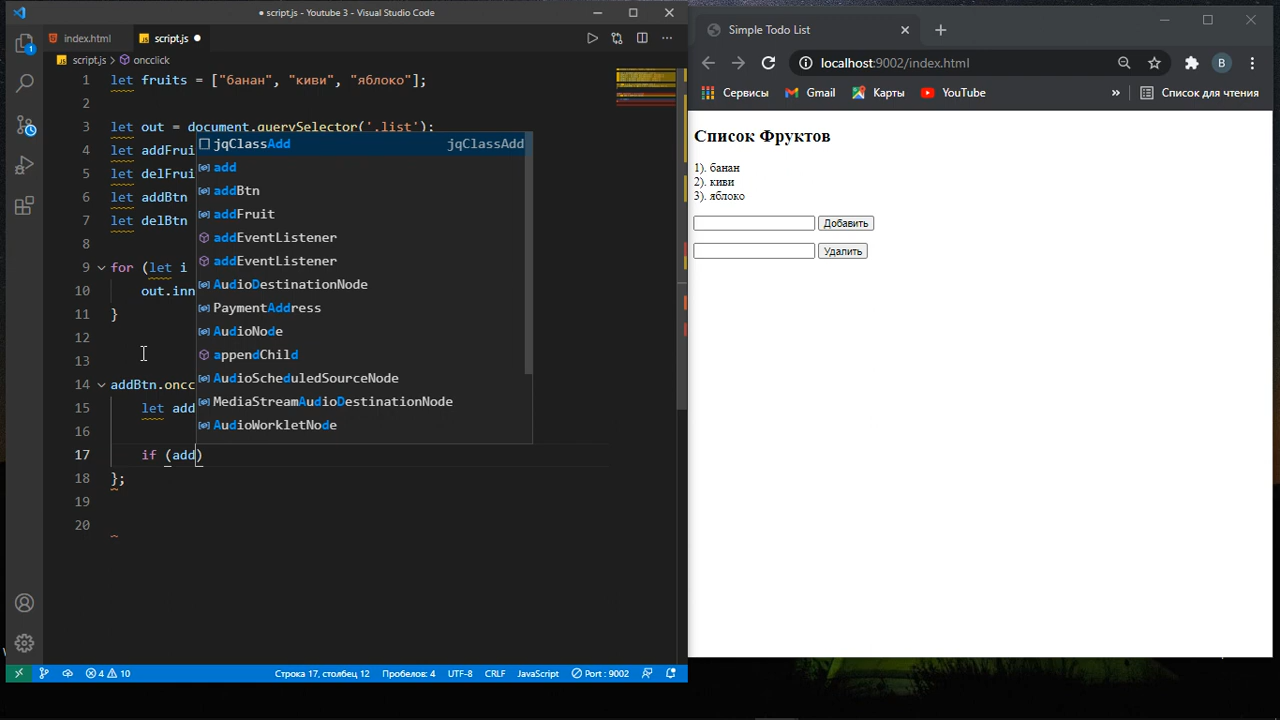 script.js - Youtube 3 - Visual Studio Code
index.html
script.js
script.js > oncclick
1 let fruits = ["банан", "киви", "яблоко"];
2
3 let out = document.querySelector('.list');
4 let addFrui
5 let delFrui
6 let addBtn
7 let delBtn
8
9 for (let i
10 out.inn
11 }
12
13
14 addBtn.oncc
15 let add
16
17 if (add)
18 };
19
20
jqClassAdd jqClassAdd
add
addBtn
addFruit
addEventListener
addEventListener
AudioDestinationNode
PaymentAddress
AudioNode
appendChild
AudioScheduledSourceNode
MediaStreamAudioDestinationNode
AudioWorkletNode
4 10
Строка 17, столбец 12
Пробелов: 4
UTF-8
CRLF
JavaScript
Port : 9002
Simple Todo List
localhost:9002/index.html
Сервисы
Gmail
Карты
YouTube
»
Список для чтения
B
Список Фруктов
1). банан
2). киви
3). яблоко
Добавить
Удалить